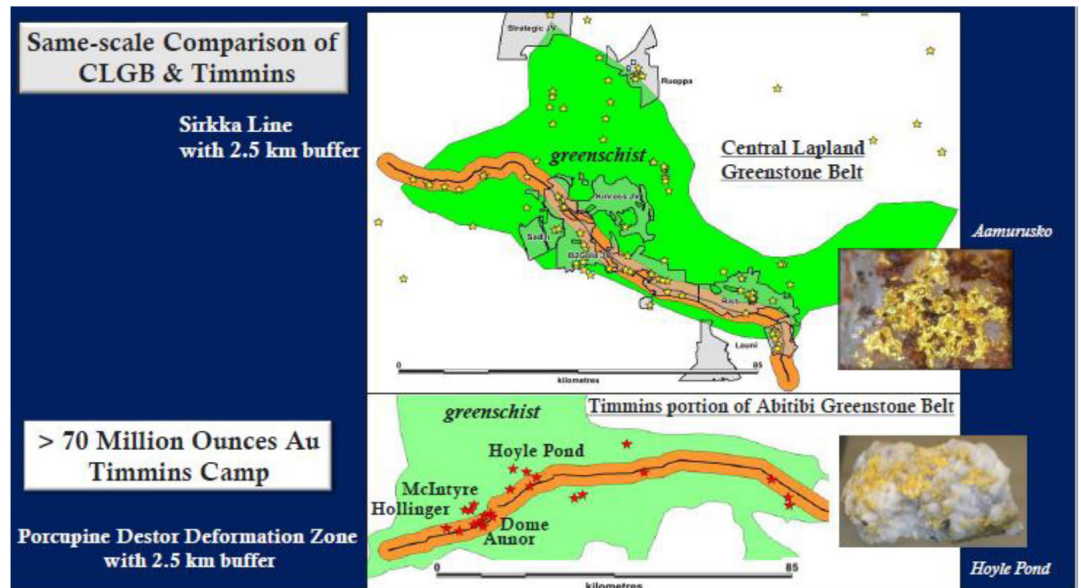 Same-scale Comparison of
CLGB & Timmins
Sirkka Line
with 2.5 km buffer
Strategic JV
Ruoppa
greenschist
Central Lapland
Greenstone Belt
Kinross JV
Sadin
B2Gold JV
Risti
Launi
0
85
kilometres
Aamurusko
> 70 Million Ounces Au
Timmins Camp
Porcupine Destor Deformation Zone
with 2.5 km buffer
greenschist
Timmins portion of Abitibi Greenstone Belt
Hoyle Pond
McIntyre
Hollinger
Dome
Aunor
0
85
kilometres
Hoyle Pond